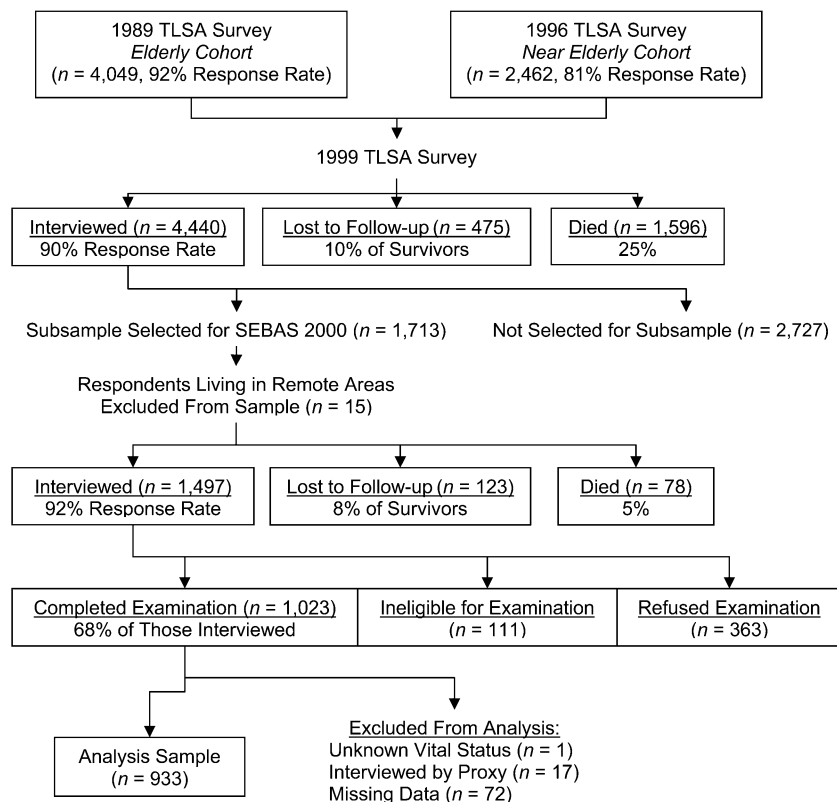 1989 TLSA Survey
Elderly Cohort
(n = 4,049, 92% Response Rate)
1996 TLSA Survey
Near Elderly Cohort
(n = 2,462, 81% Response Rate)
1999 TLSA Survey
Interviewed (n = 4,440)
90% Response Rate
Lost to Follow-up (n = 475)
10% of Survivors
Died (n = 1,596)
25%
Subsample Selected for SEBAS 2000 (n = 1,713)
Not Selected for Subsample (n = 2,727)
Respondents Living in Remote Areas
Excluded From Sample (n = 15)
Interviewed (n = 1,497)
92% Response Rate
Lost to Follow-up (n = 123)
8% of Survivors
Died (n = 78)
5%
Completed Examination (n = 1,023)
68% of Those Interviewed
Ineligible for Examination
(n = 111)
Refused Examination
(n = 363)
Analysis Sample
(n = 933)
Excluded From Analysis:
Unknown Vital Status (n = 1)
Interviewed by Proxy (n = 17)
Missing Data (n = 72)